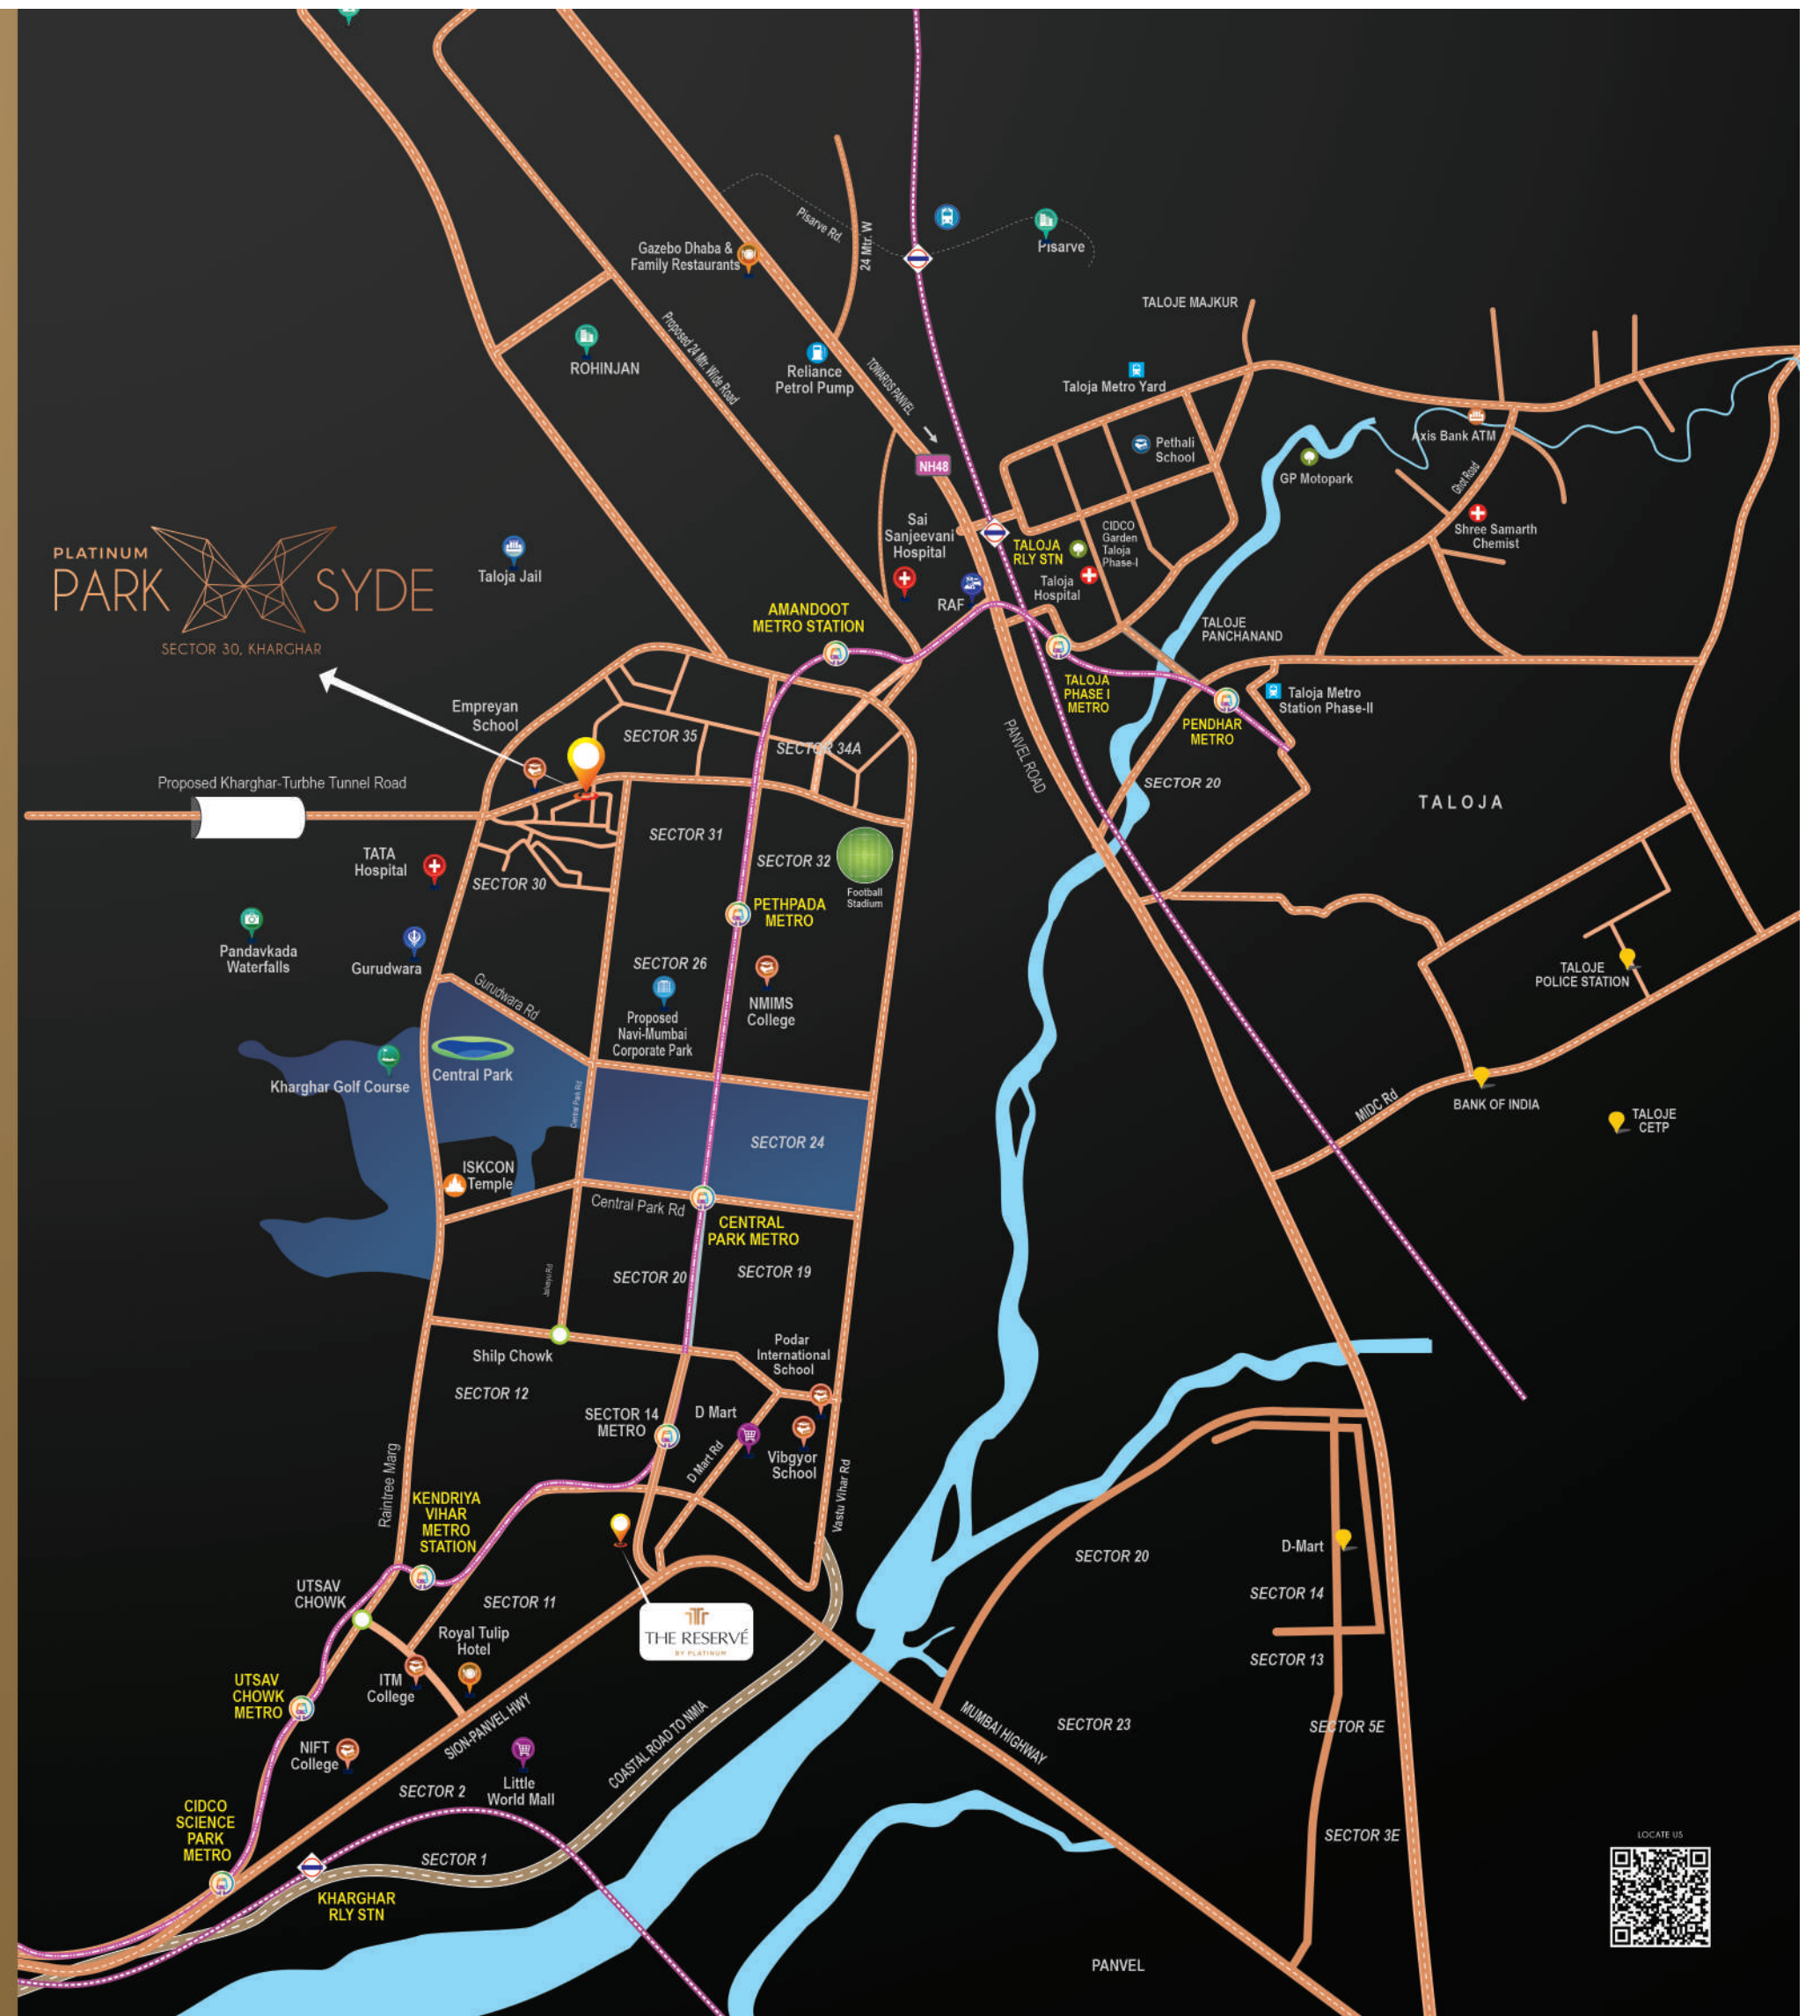 Pisarve Rd.
24 Mtr. W
Pisarve
Gazebo Dhaba &
Family Restaurants
TALOJE MAJKUR
ROHINJAN
Proposed 24 Mtr. Wide Road
Reliance
Petrol Pump
TOWARDS PANVEL
Taloja Metro Yard
Pethali
School
Axis Bank ATM
NH48
GP Motopark
Ghot Road
Shree Samarth
Chemist
Sai
Sanjeevani
Hospital
CIDCO
Garden
Taloja
Phase-I
TALOJA
RLY STN
Taloja
Hospital
RAF
PLATINUM
PARK SYDE
SECTOR 30, KHARGHAR
Taloja Jail
AMANDOOT
METRO STATION
TALOJE
PANCHANAND
TALOJA
PHASE I
METRO
Taloja Metro
Station Phase-II
PENDHAR
METRO
Empreyan
School
SECTOR 35
SECTOR 34A
PANVEL ROAD
SECTOR 20
TALOJA
Proposed Kharghar-Turbhe Tunnel Road
SECTOR 31
SECTOR 32
Football
Stadium
TATA
Hospital
SECTOR 30
PETHPADA
METRO
Pandavkada
Waterfalls
Gurudwara
Gurudwara Rd
SECTOR 26
Proposed
Navi-Mumbai
Corporate Park
NMIMS
College
TALOJE
POLICE STATION
Kharghar Golf Course
Central Park
Central Park Rd
MIDC Rd
BANK OF INDIA
TALOJE
CETP
SECTOR 24
ISKCON
Temple
Central Park Rd
CENTRAL
PARK METRO
SECTOR 20
SECTOR 19
Jalvayu Rd
Shilp Chowk
Podar
International
School
SECTOR 12
SECTOR 14
METRO
D Mart
D Mart Rd
Vibgyor
School
Vastu Vihar Rd
Raintree Marg
KENDRIYA
VIHAR
METRO
STATION
UTSAV
CHOWK
SECTOR 11
Royal Tulip
Hotel
ITM
College
THE RESERVÉ
BY PLATINUM
SECTOR 20
D-Mart
SECTOR 14
SECTOR 13
UTSAV
CHOWK
METRO
NIFT
College
SION-PANVEL HWY
COASTAL ROAD TO NMIA
MUMBAI HIGHWAY
SECTOR 23
SECTOR 5E
SECTOR 2
Little
World Mall
CIDCO
SCIENCE
PARK
METRO
SECTOR 1
KHARGHAR
RLY STN
SECTOR 3E
LOCATE US
PANVEL